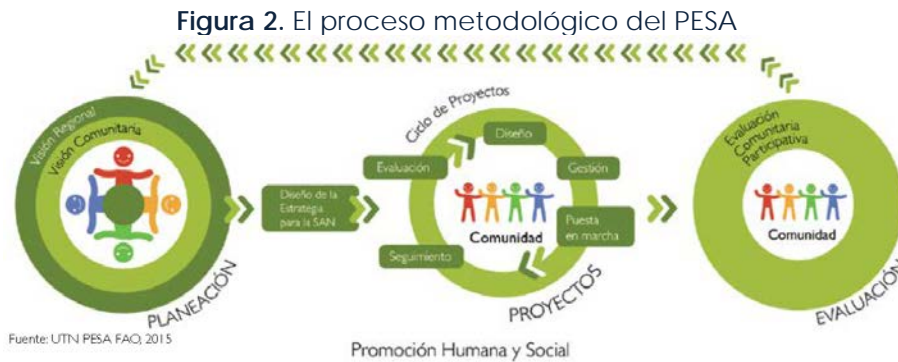 Figura 2. El proceso metodológico del PESA
Visión Regional
Visión Comunitaria
PLANEACIÓN
Diseño de la
Estrategia
para la SAN
Ciclo de Proyectos
Diseño
Evaluación
Gestión
Comunidad
Puesta
en marcha
Seguimiento
PROYECTOS
Evaluación
Comunitaria
Participativa
Comunidad
EVALUACIÓN
Fuente: UTN PESA FAO, 2015
Promoción Humana y Social